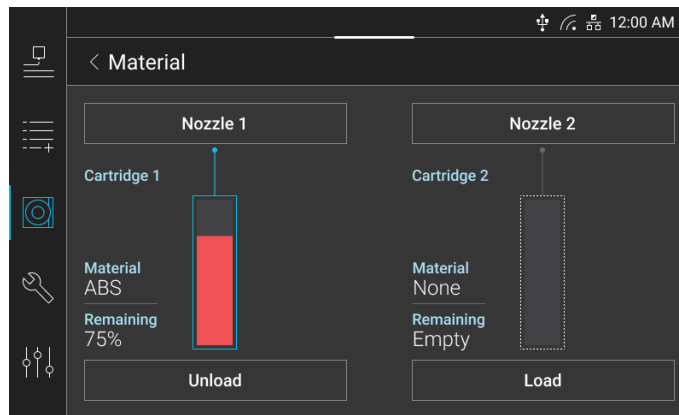 12:00 AM
Material
Nozzle 1
Nozzle 2
Cartridge 1
Cartridge 2
Material
ABS
Material
None
Remaining
75%
Remaining
Empty
Unload
Load